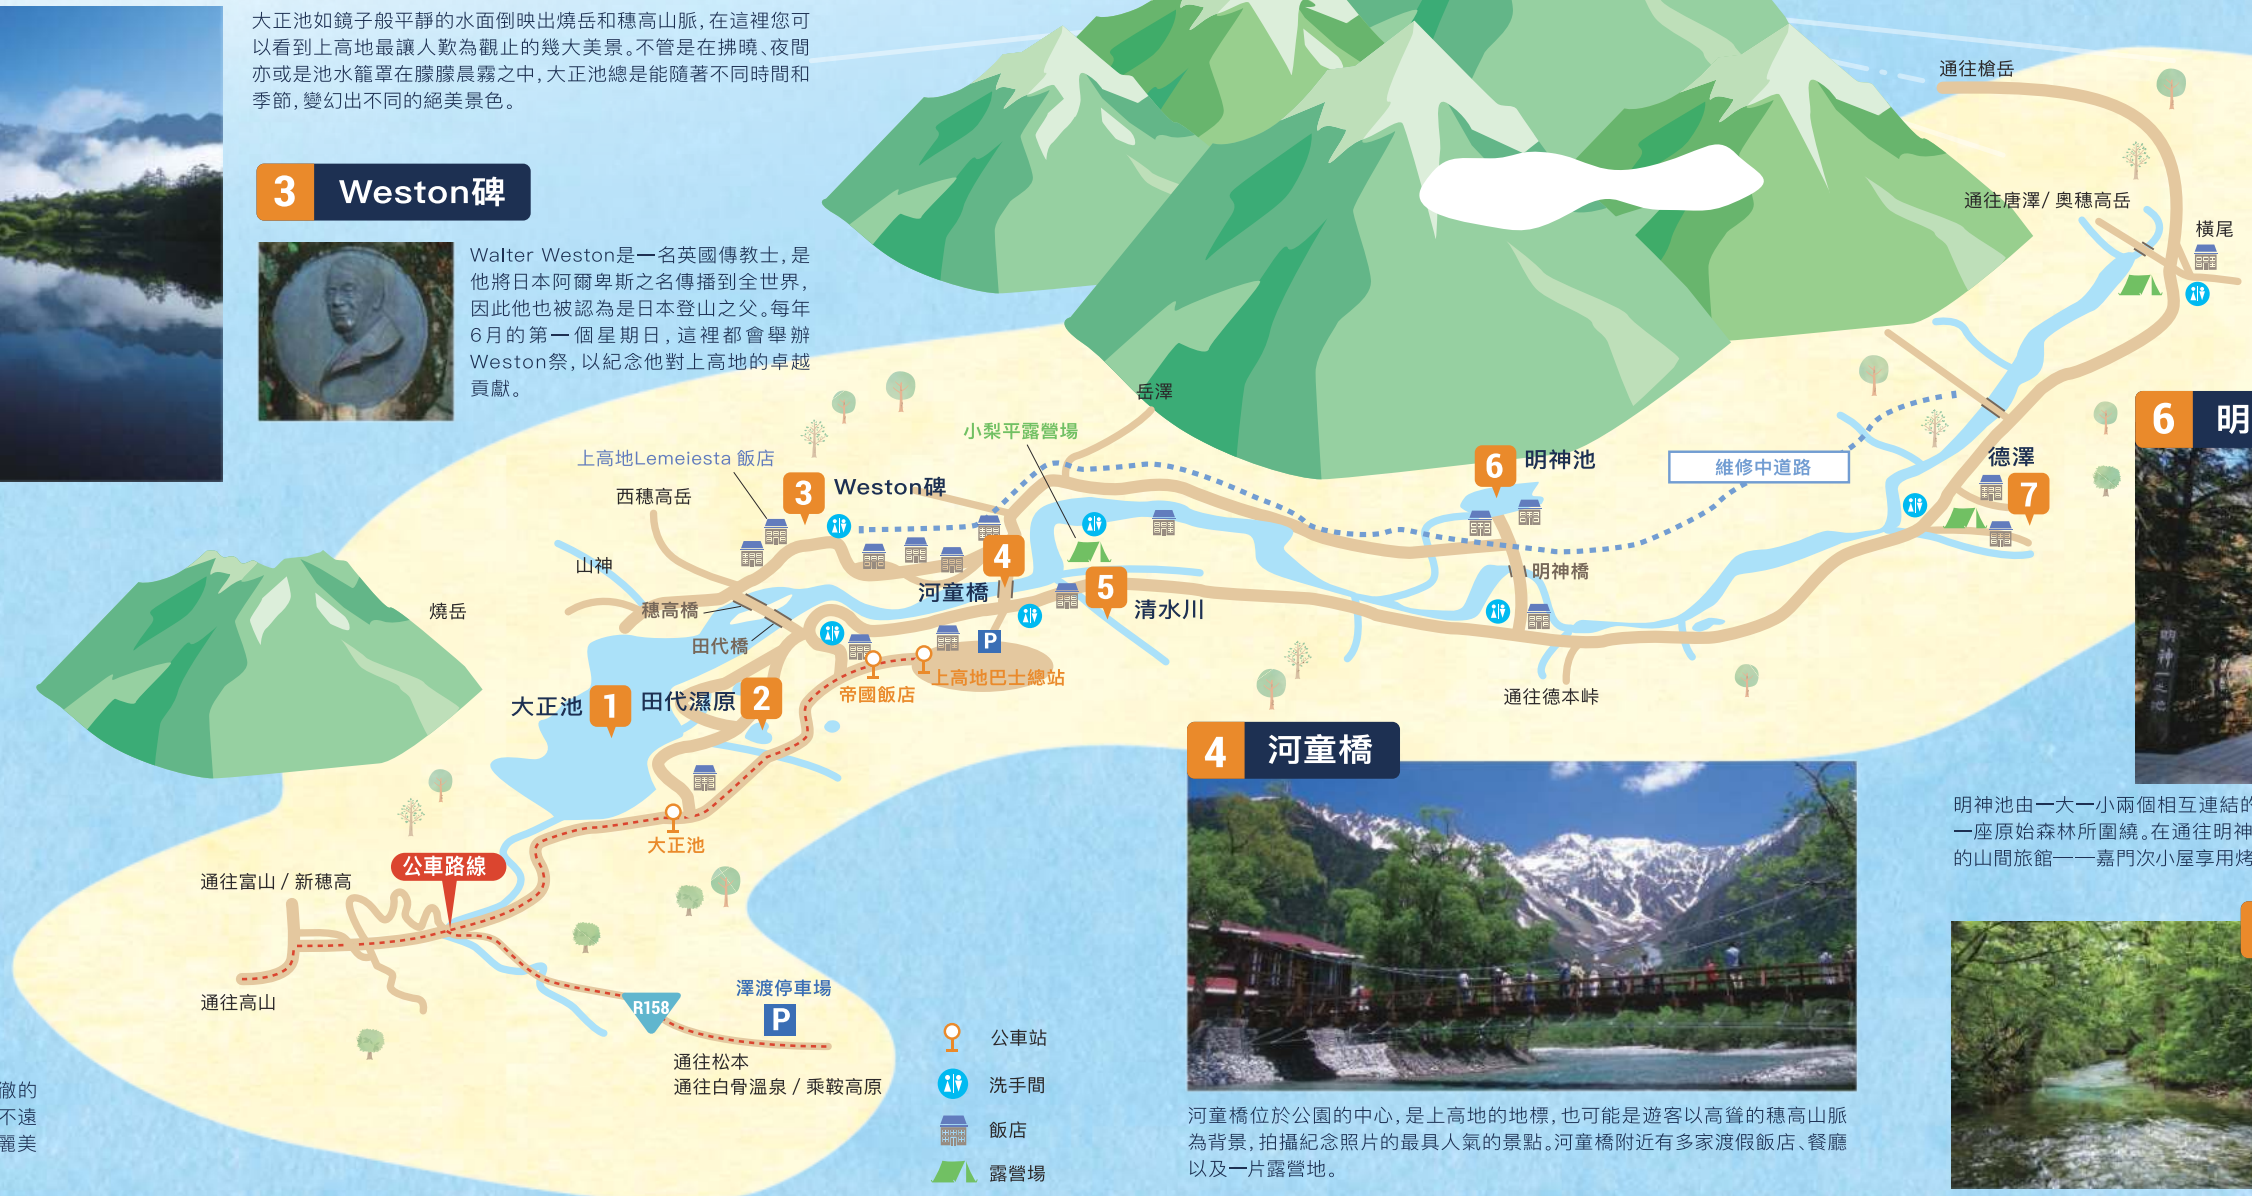 大正池如鏡子般平靜的水面倒映出燒岳和穗高山脈,在這裡您可
以看到上高地最讓人歎為觀止的幾大美景。不管是在拂曉、夜間
亦或是池水籠罩在朦朦晨霧之中,大正池總是能隨著不同時間和
季節,變幻出不同的絕美景色。
3 Weston碑
Walter Weston是一名英國傳教士,是
他將日本阿爾卑斯之名傳播到全世界,
因此他也被認為是日本登山之父。每年
6月的第一個星期日,這裡都會舉辦
Weston祭,以紀念他對上高地的卓越
貢獻。
通往槍岳
通往唐澤/ 奧穗高岳
橫尾
岳澤
小梨平露營場
上高地Lemeiesta 飯店
西穗高岳
3 Weston碑
6 明神池
維修中道路
德澤
7
6 明
山神
4
河童橋
5
清水川
明神橋
燒岳
穗高橋
田代橋
P
上高地巴士總站
帝國飯店
大正池 1
田代濕原 2
通往德本峠
大正池
公車路線
通往富山 / 新穗高
通往高山
R158
澤渡停車場
P
通往松本
通往白骨溫泉 / 乘鞍高原
公車站
洗手間
飯店
露營場
4 河童橋
河童橋位於公園的中心,是上高地的地標,也可能是遊客以高聳的穗高山脈
為背景,拍攝紀念照片的最具人氣的景點。河童橋附近有多家渡假飯店、餐廳
以及一片露營地。
明神池由一大一小兩個相互連結的
一座原始森林所圍繞。在通往明神
的山間旅館——嘉門次小屋享用烤
明神一之池
徹的
不遠
麗美